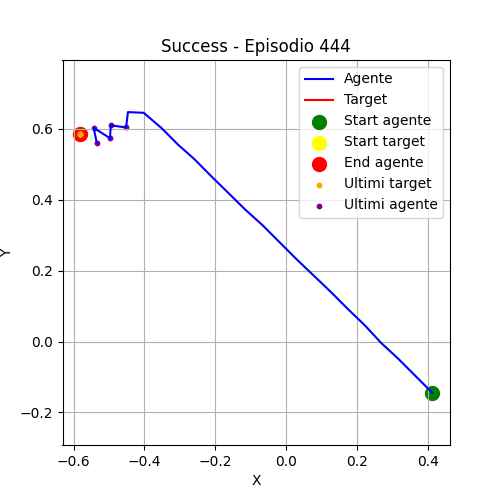 Success - Episodio 444
Agente
Target
Start agente
Start target
End agente
Ultimi target
Ultimi agente
Y
0.6
0.4
0.2
0.0
−0.2
−0.6 −0.4 −0.2 0.0 0.2 0.4
X